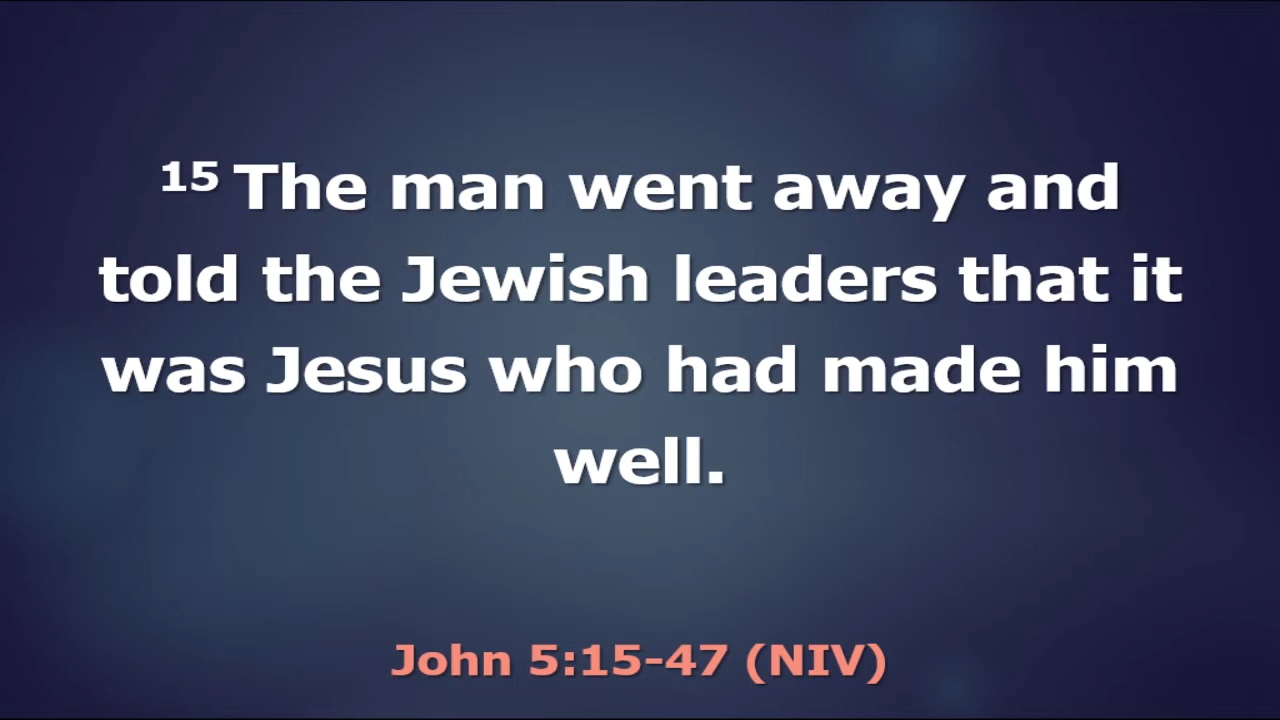 15 The man went away and
told the Jewish leaders that it
was Jesus who had made him
well.
John 5:15-47 (NIV)